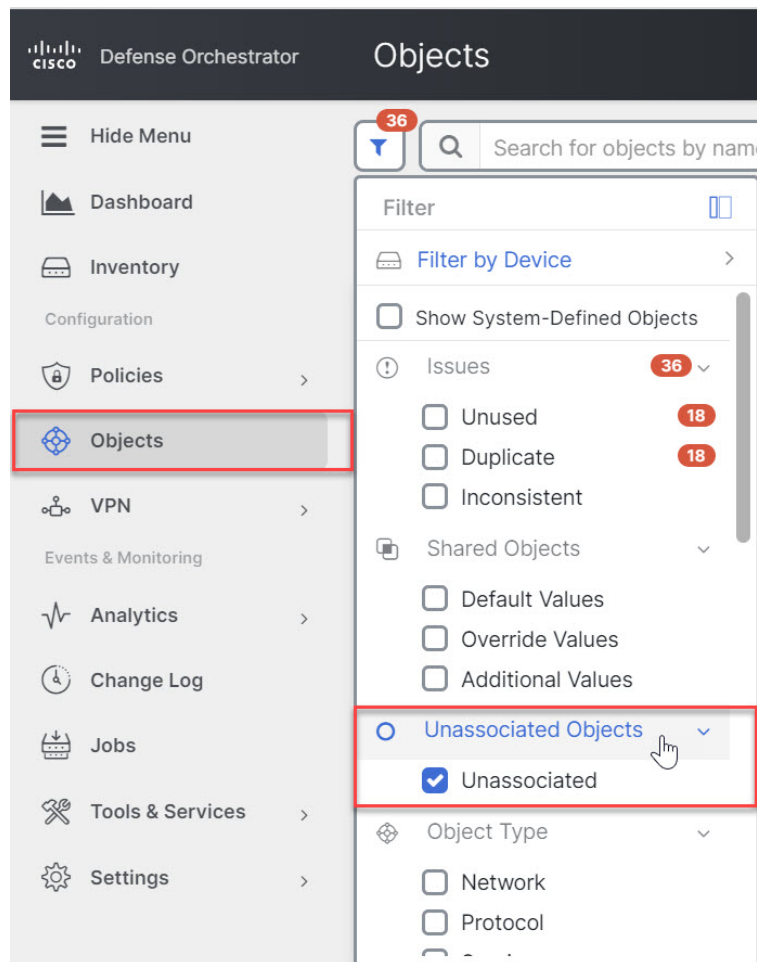 cisco Defense Orchestrator
Objects
Hide Menu
Dashboard
Inventory
Configuration
Policies
Objects
VPN
Events & Monitoring
Analytics
Change Log
Jobs
Tools & Services
Settings
36
Search for objects by nam
Filter
Filter by Device
Show System-Defined Objects
Issues 36
Unused 18
Duplicate 18
Inconsistent
Shared Objects
Default Values
Override Values
Additional Values
Unassociated Objects
Unassociated
Object Type
Network
Protocol